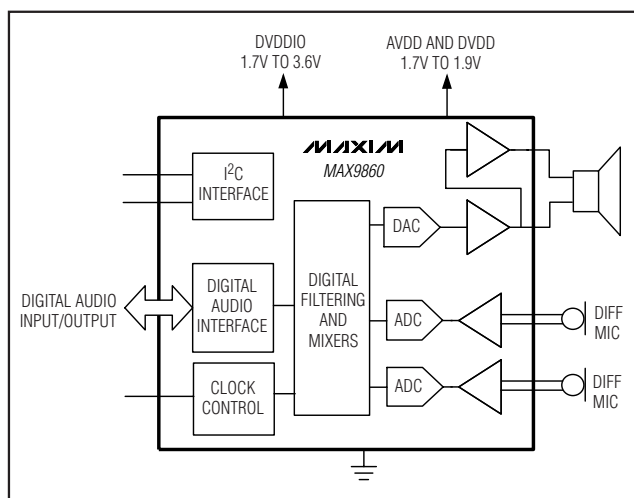 DVDDIO
1.7V TO 3.6V
AVDD AND DVDD
1.7V TO 1.9V
MAXIM
MAX9860
I²C
INTERFACE
DAC
DIGITAL AUDIO
INPUT/OUTPUT
DIGITAL
AUDIO
INTERFACE
DIGITAL
FILTERING
AND
MIXERS
ADC
DIFF
MIC
CLOCK
CONTROL
ADC
DIFF
MIC